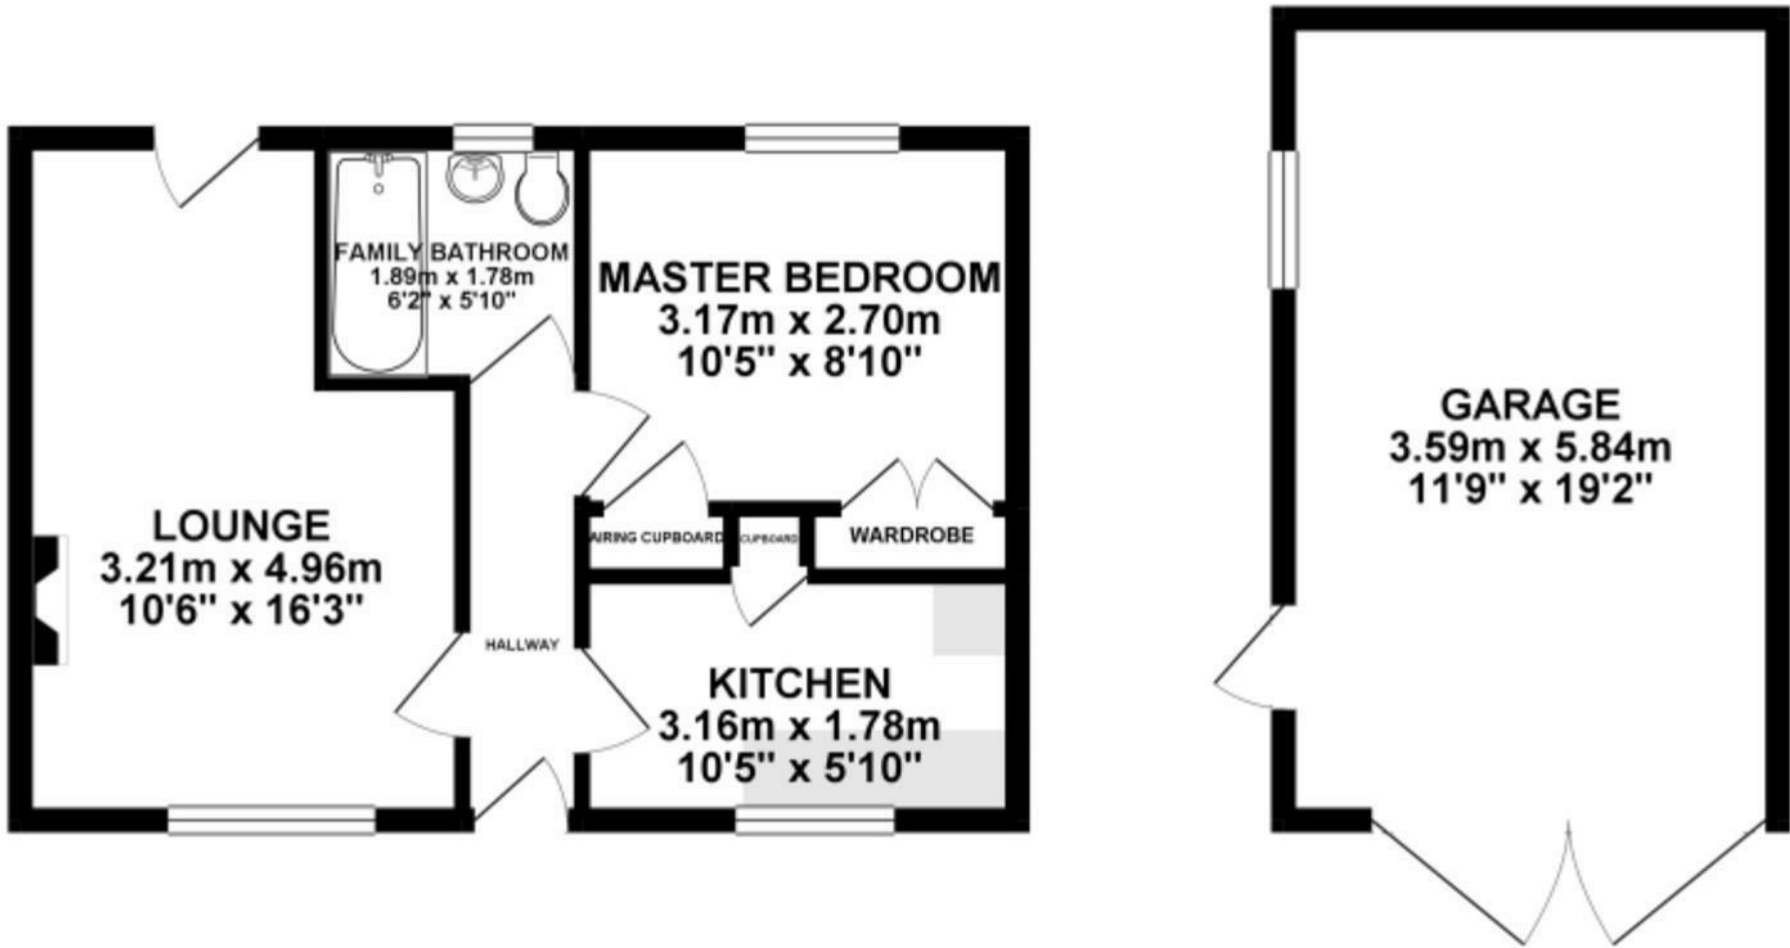 FAMILY BATHROOM
1.89m x 1.78m
6'2" x 5'10"
MASTER BEDROOM
3.17m x 2.70m
10'5" x 8'10"
GARAGE
3.59m x 5.84m
11'9" x 19'2"
LOUNGE
3.21m x 4.96m
10'6" x 16'3"
AIRING CUPBOARD
CUPBOARD
WARDROBE
HALLWAY
KITCHEN
3.16m x 1.78m
10'5" x 5'10"